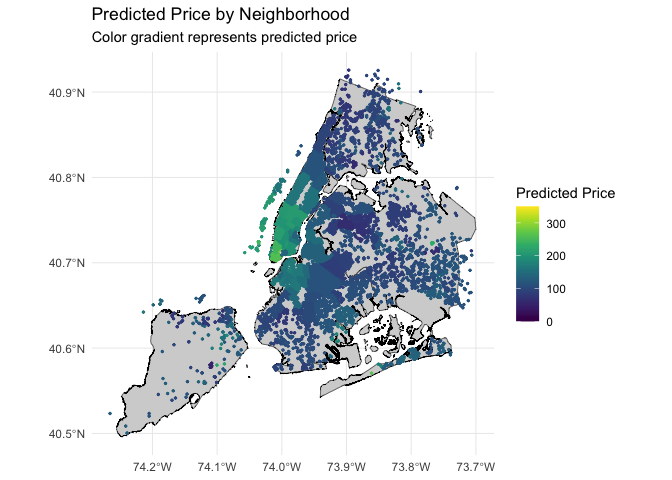 Predicted Price by Neighborhood
Color gradient represents predicted price
40.9°N
40.8°N
40.7°N
40.6°N
40.5°N
74.2°W 74.1°W 74.0°W 73.9°W 73.8°W 73.7°W
Predicted Price
300
200
100
0